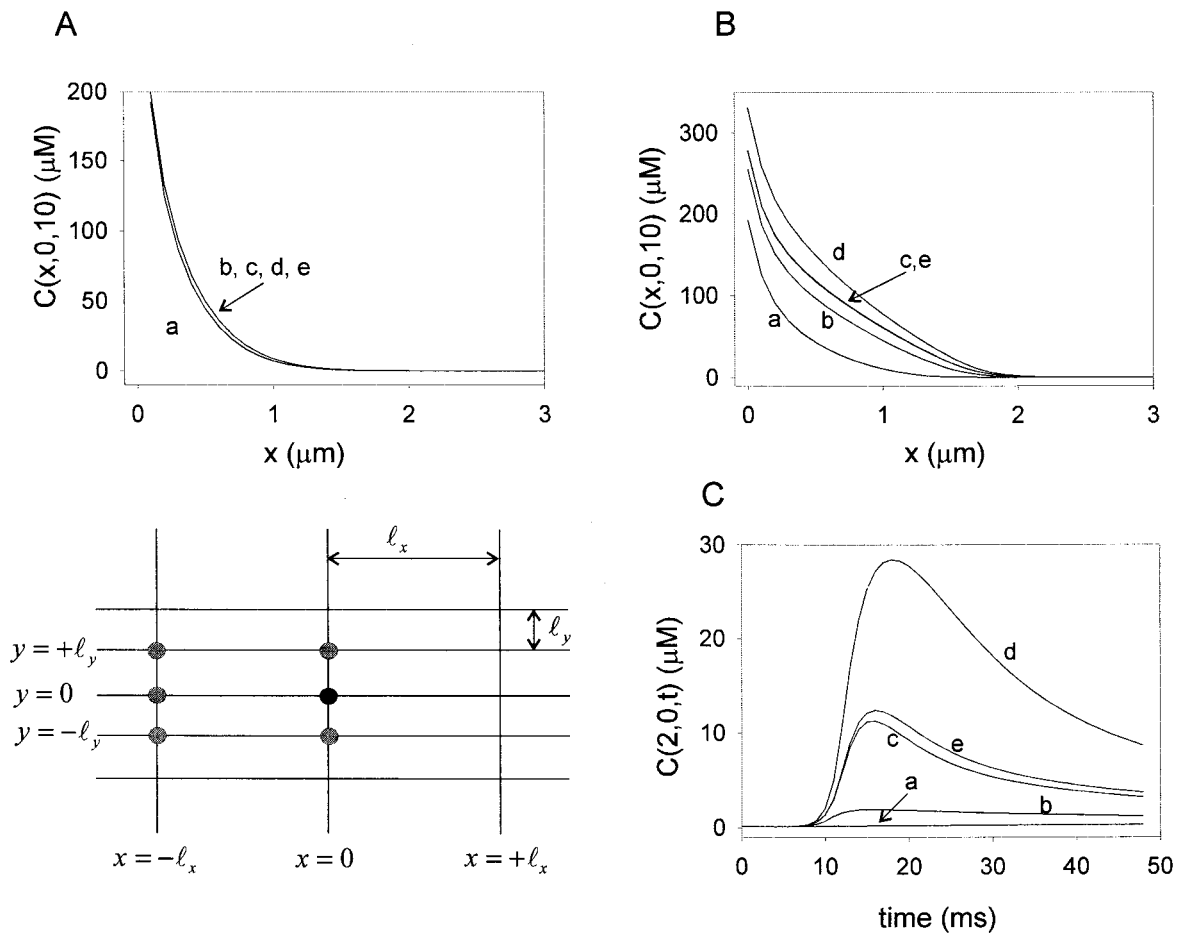 A
200
150
100
50
0
C(x,0,10) (μM)
b, c, d, e
a
0 1 2 3
x (μm)
B
300
200
100
0
C(x,0,10) (μM)
d
c,e
a
b
0 1 2 3
x (μm)
ℓx
ℓy
y = +ℓy
y = 0
y = −ℓy
x = −ℓx x = 0 x = +ℓx
C
30
20
10
0
C(2,0,t) (μM)
d
e
c
a
b
0 10 20 30 40 50
time (ms)